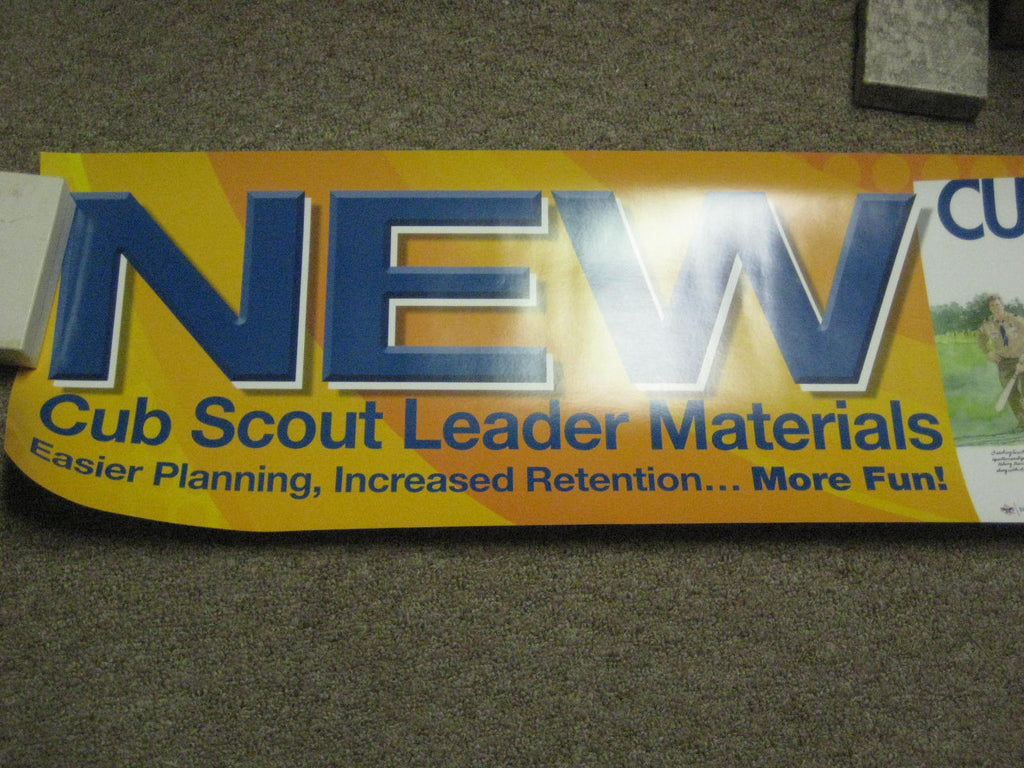 NEW
Cub Scout Leader Materials
Easier Planning, Increased Retention... More Fun!
CU